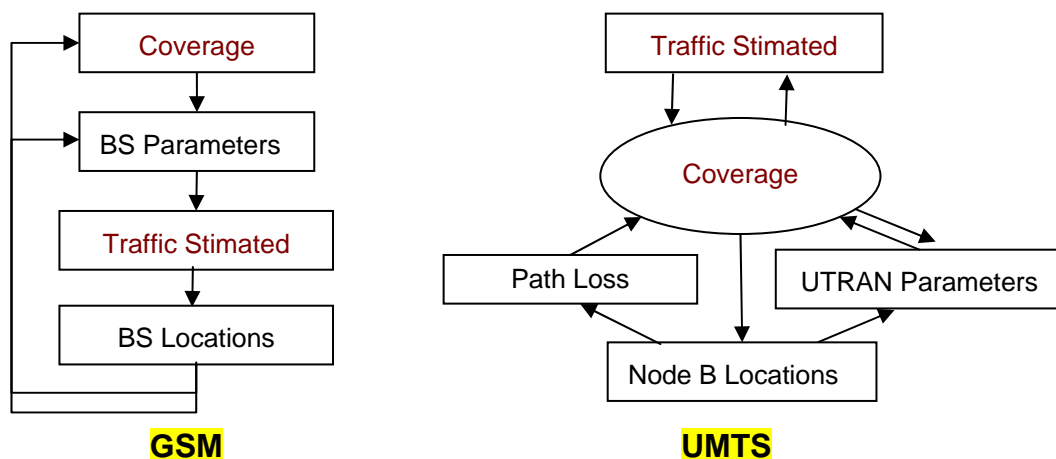 Coverage
BS Parameters
Traffic Stimated
BS Locations
GSM
Traffic Stimated
Coverage
Path Loss
UTRAN Parameters
Node B Locations
UMTS